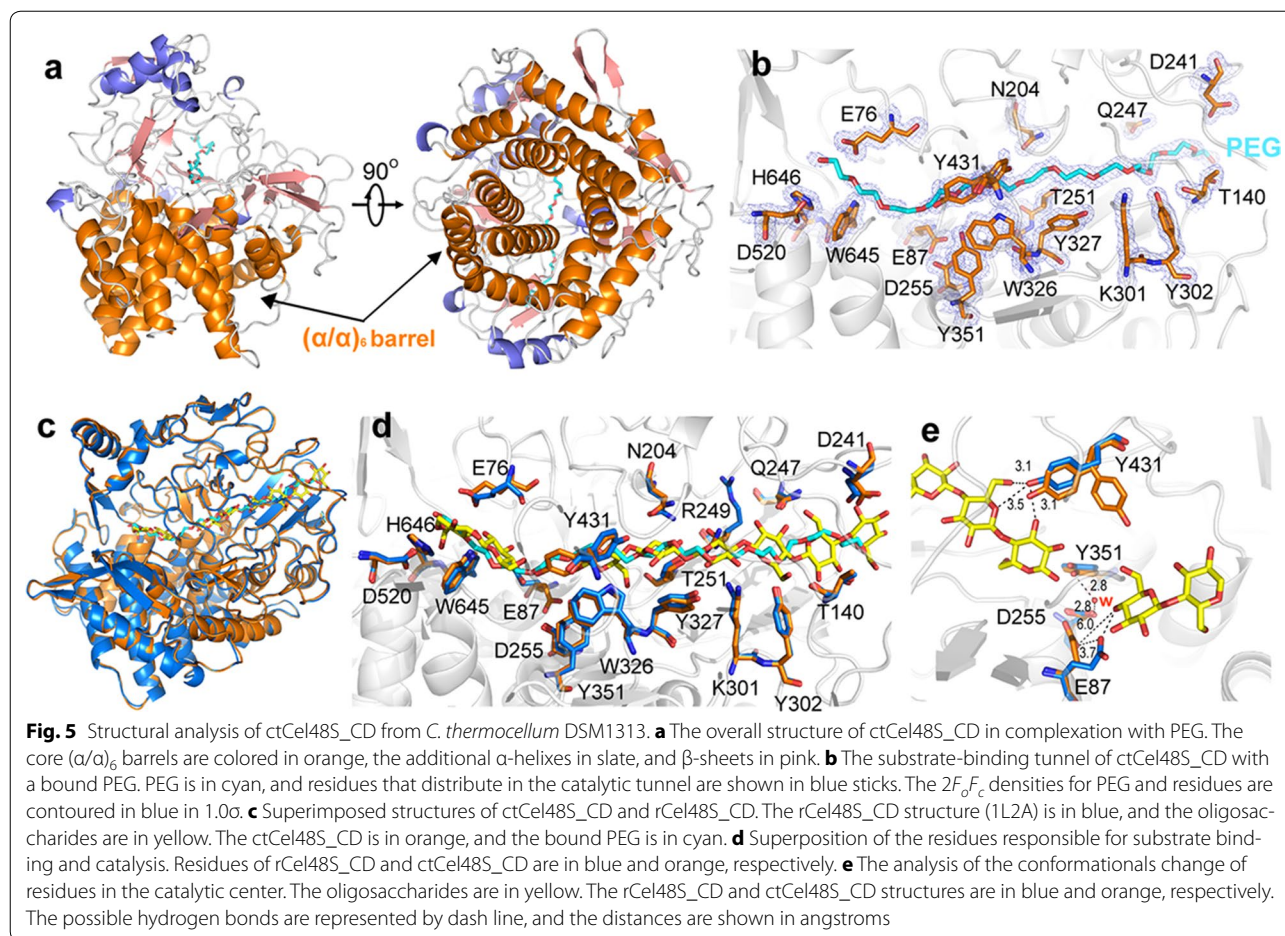 a
90°
(α/α)₆ barrel
b
D241
N204
E76
Q247
PEG
Y431
H646
T251
T140
D520
W645
E87
Y327
D255
W326
K301
Y302
Y351
c
d
D241
N204
E76
Q247
R249
Y431
H646
T251
D520
W645
E87
Y327
T140
D255
W326
K301
Y302
Y351
e
3.1
Y431
3.5
3.1
Y351
2.8
w
D255
2.8
6.0
3.7
E87
Fig. 5 Structural analysis of ctCel48S_CD from C. thermocellum DSM1313. a The overall structure of ctCel48S_CD in complexation with PEG. The
core (α/α)₆ barrels are colored in orange, the additional α-helixes in slate, and β-sheets in pink. b The substrate-binding tunnel of ctCel48S_CD with
a bound PEG. PEG is in cyan, and residues that distribute in the catalytic tunnel are shown in blue sticks. The 2FₒF꜀ densities for PEG and residues are
contoured in blue in 1.0σ. c Superimposed structures of ctCel48S_CD and rCel48S_CD. The rCel48S_CD structure (1L2A) is in blue, and the oligosac-
charides are in yellow. The ctCel48S_CD is in orange, and the bound PEG is in cyan. d Superposition of the residues responsible for substrate bind-
ing and catalysis. Residues of rCel48S_CD and ctCel48S_CD are in blue and orange, respectively. e The analysis of the conformationals change of
residues in the catalytic center. The oligosaccharides are in yellow. The rCel48S_CD and ctCel48S_CD structures are in blue and orange, respectively.
The possible hydrogen bonds are represented by dash line, and the distances are shown in angstroms